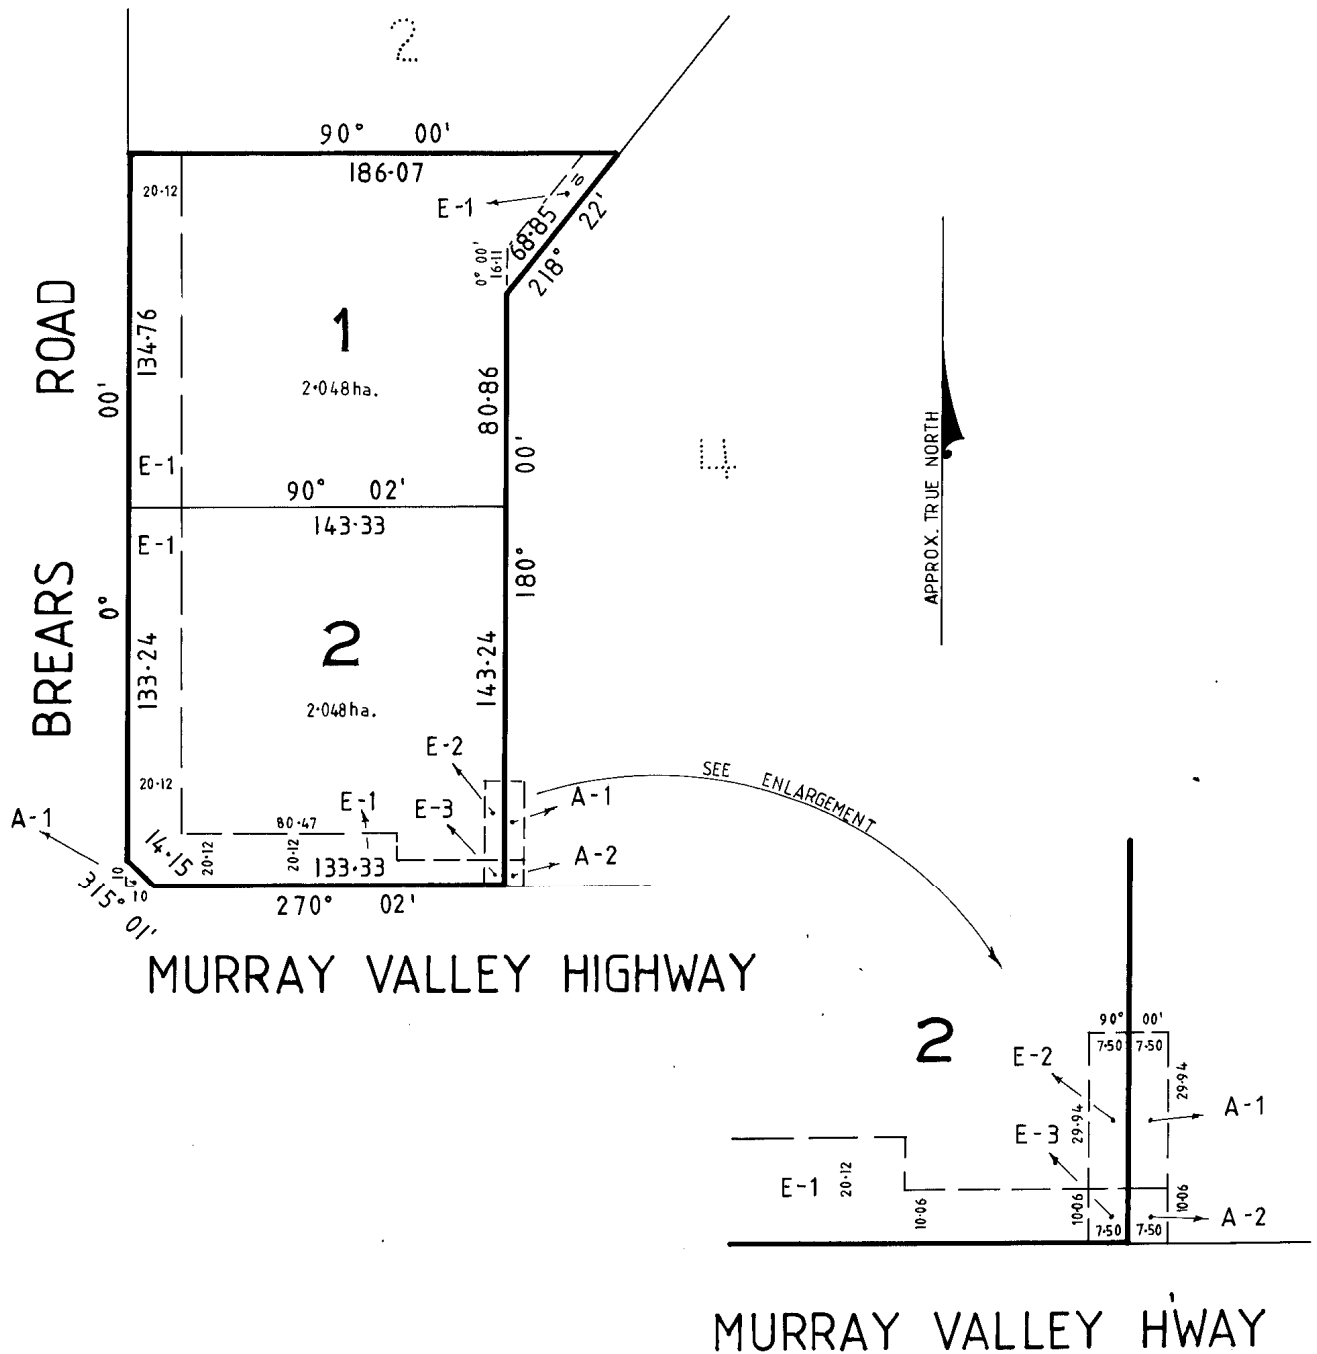 2
90° 00'
186·07
20·12
10
E-1
68·85
22'
218°
0° 00'
16·11
ROAD
134·76
1
2·048ha.
80·86
00'
00'
4
APPROX. TRUE NORTH
E-1
90° 02'
143·33
E-1
180°
BREARS
0°
133·24
2
143·24
2·048ha.
E-2
SEE ENLARGEMENT
20·12
E-1
E-3
A-1
A-1
80·47
14·15
20·12
20·12
133·33
A-2
10
10
315° 01'
270° 02'
MURRAY VALLEY HIGHWAY
2
90° 00'
7·50
7·50
E-2
29·94
29·94
A-1
E-3
E-1
20·12
10·06
10·06
10·06
7·50
7·50
A-2
MURRAY VALLEY H'WAY